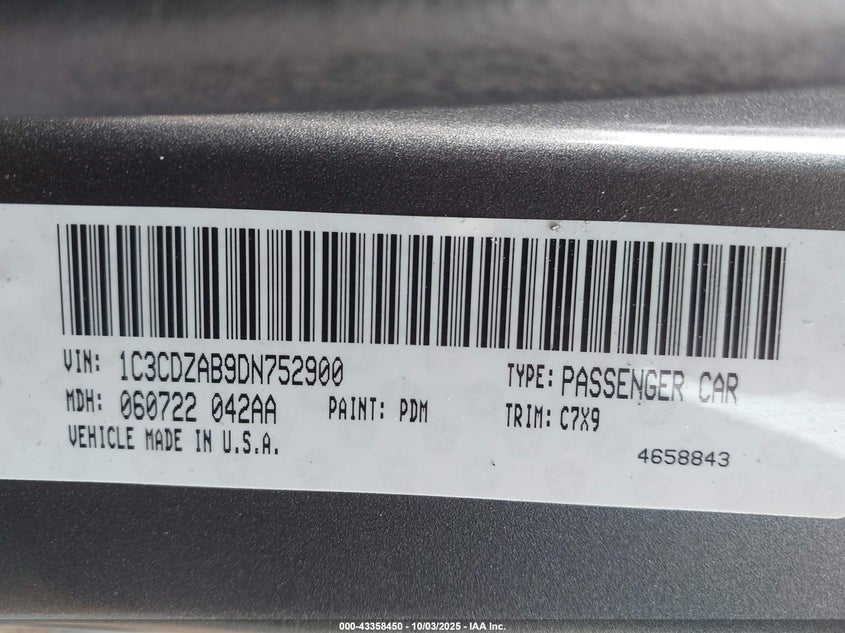 VIN: 1C3CDZAB9DN752900 TYPE: PASSENGER CAR
MDH: 060722 042AA PAINT: PDM TRIM: C7X9
VEHICLE MADE IN U.S.A. 4658843
000-43358450 - 10/03/2025 - IAA Inc.